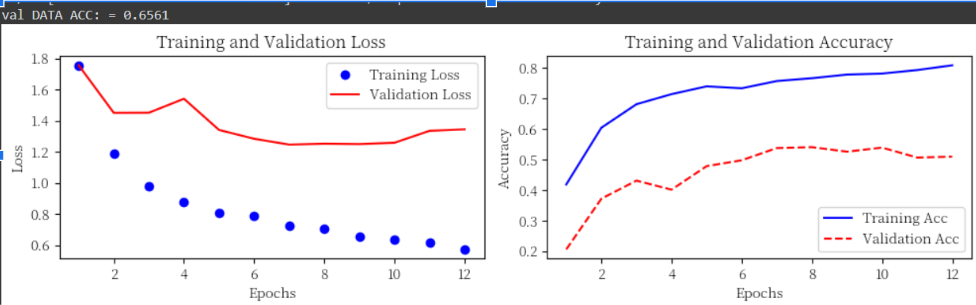 val DATA ACC: = 0.6561
Training and Validation Loss
1.8
1.6
1.4
1.2
1.0
0.8
0.6
Loss
Training Loss
Validation Loss
2
4
6
8
10
12
Epochs
Training and Validation Accuracy
0.8
0.7
0.6
0.5
0.4
0.3
0.2
Accuracy
Training Acc
Validation Acc
2
4
6
8
10
12
Epochs